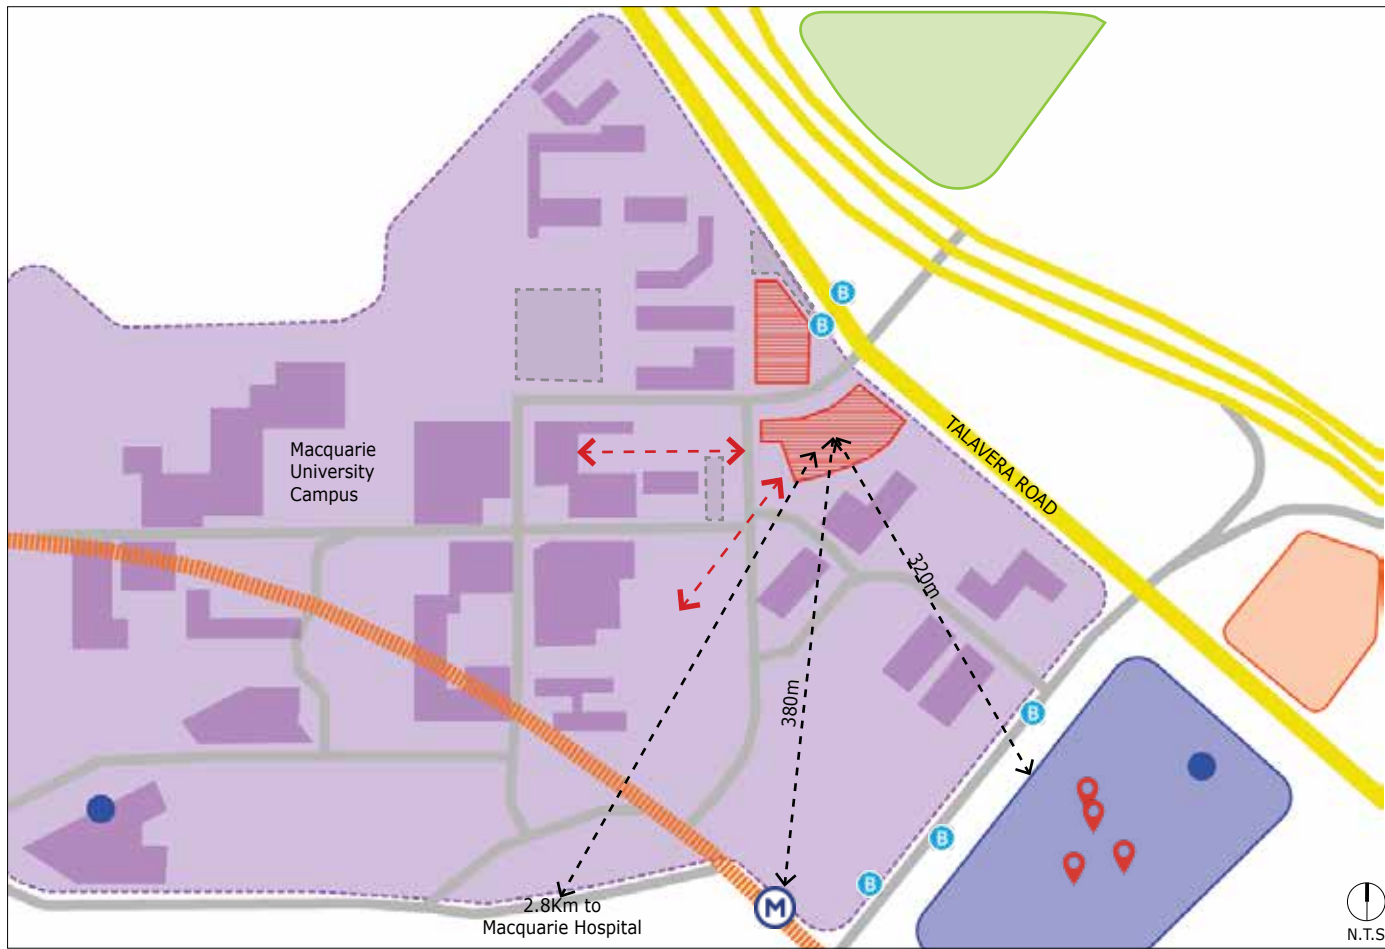 B
B
TALAVERA ROAD
Macquarie
University
Campus
320m
380m
B
B
B
M
2.8Km to
Macquarie Hospital
N.T.S